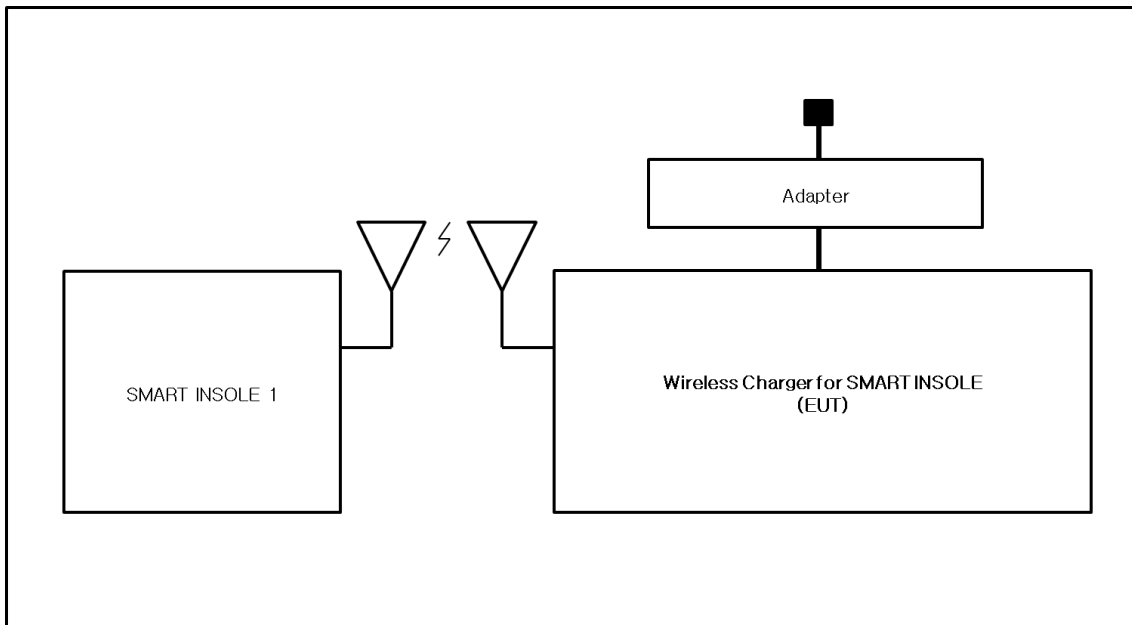 Adapter
SMART INSOLE 1
Wireless Charger for SMART INSOLE
(EUT)